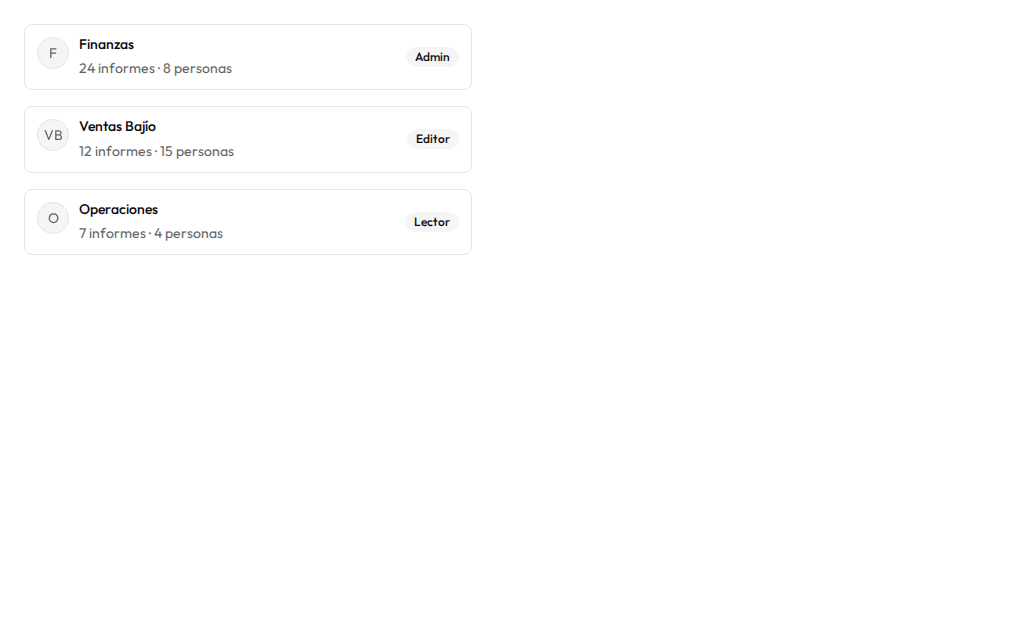 F
Finanzas
24 informes · 8 personas
Admin
VB
Ventas Bajío
12 informes · 15 personas
Editor
O
Operaciones
7 informes · 4 personas
Lector